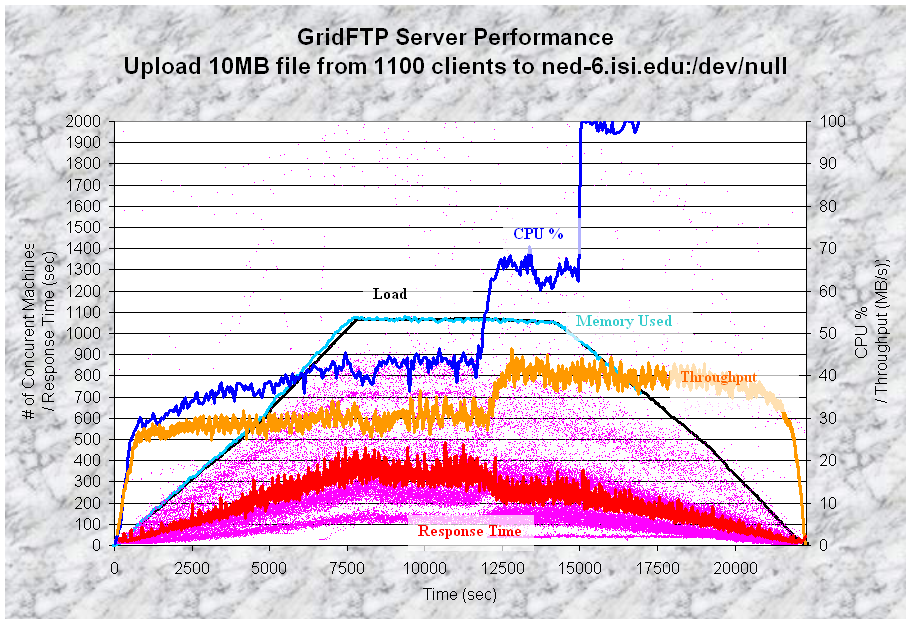 GridFTP Server Performance
Upload 10MB file from 1100 clients to ned-6.isi.edu:/dev/null
# of Concurent Machines
/ Response Time (sec)
2000
1900
1800
1700
1600
1500
1400
1300
1200
1100
1000
900
800
700
600
500
400
300
200
100
0
CPU %
Load
Memory Used
Throughput
Response Time
100
90
80
70
60
50
40
30
20
10
0
CPU %
/ Throughput (MB/s);
0 2500 5000 7500 10000 12500 15000 17500 20000
Time (sec)